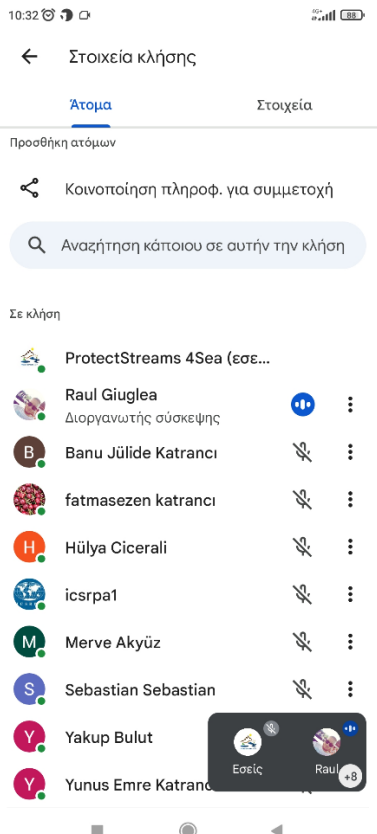 10:32
5G+
88
Στοιχεία κλήσης
Άτομα
Στοιχεία
Προσθήκη ατόμων
Κοινοποίηση πληροφ. για συμμετοχή
Αναζήτηση κάποιου σε αυτήν την κλήση
Σε κλήση
ProtectStreams 4Sea (εσε...
Raul Giuglea
Διοργανωτής σύσκεψης
B
Banu Jülide Katrancı
fatmasezen katrancı
H
Hülya Cicerali
icsrpa1
M
Merve Akyüz
S
Sebastian Sebastian
Y
Yakup Bulut
Y
Yunus Emre Katranc
Εσείς
Raul
+8